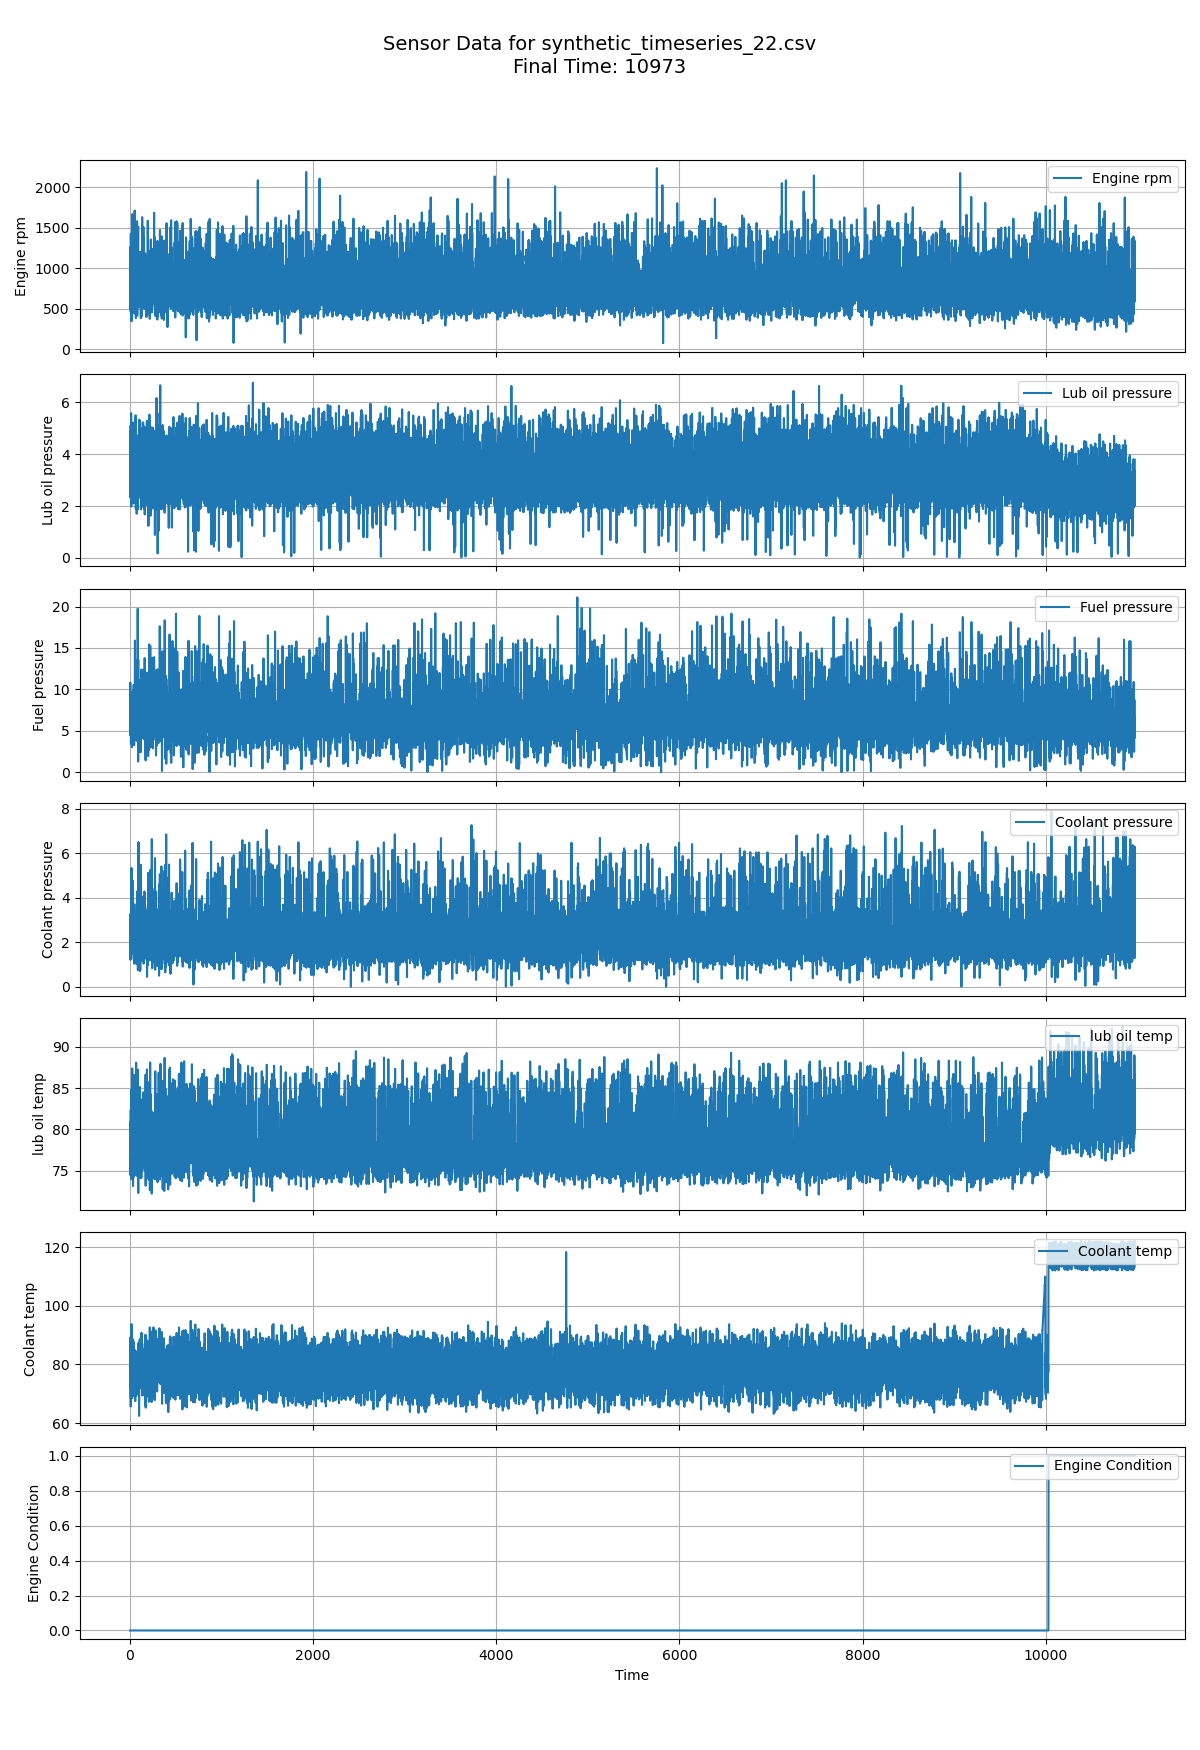 Sensor Data for synthetic_timeseries_22.csv
Final Time: 10973
Engine rpm
2000
1500
1000
500
0
Engine rpm
Lub oil pressure
6
4
2
0
Lub oil pressure
Fuel pressure
20
15
10
5
0
Fuel pressure
Coolant pressure
8
6
4
2
0
Coolant pressure
lub oil temp
90
85
80
75
lub oil temp
Coolant temp
120
100
80
60
Coolant temp
Engine Condition
1.0
0.8
0.6
0.4
0.2
0.0
Engine Condition
0 2000 4000 6000 8000 10000
Time